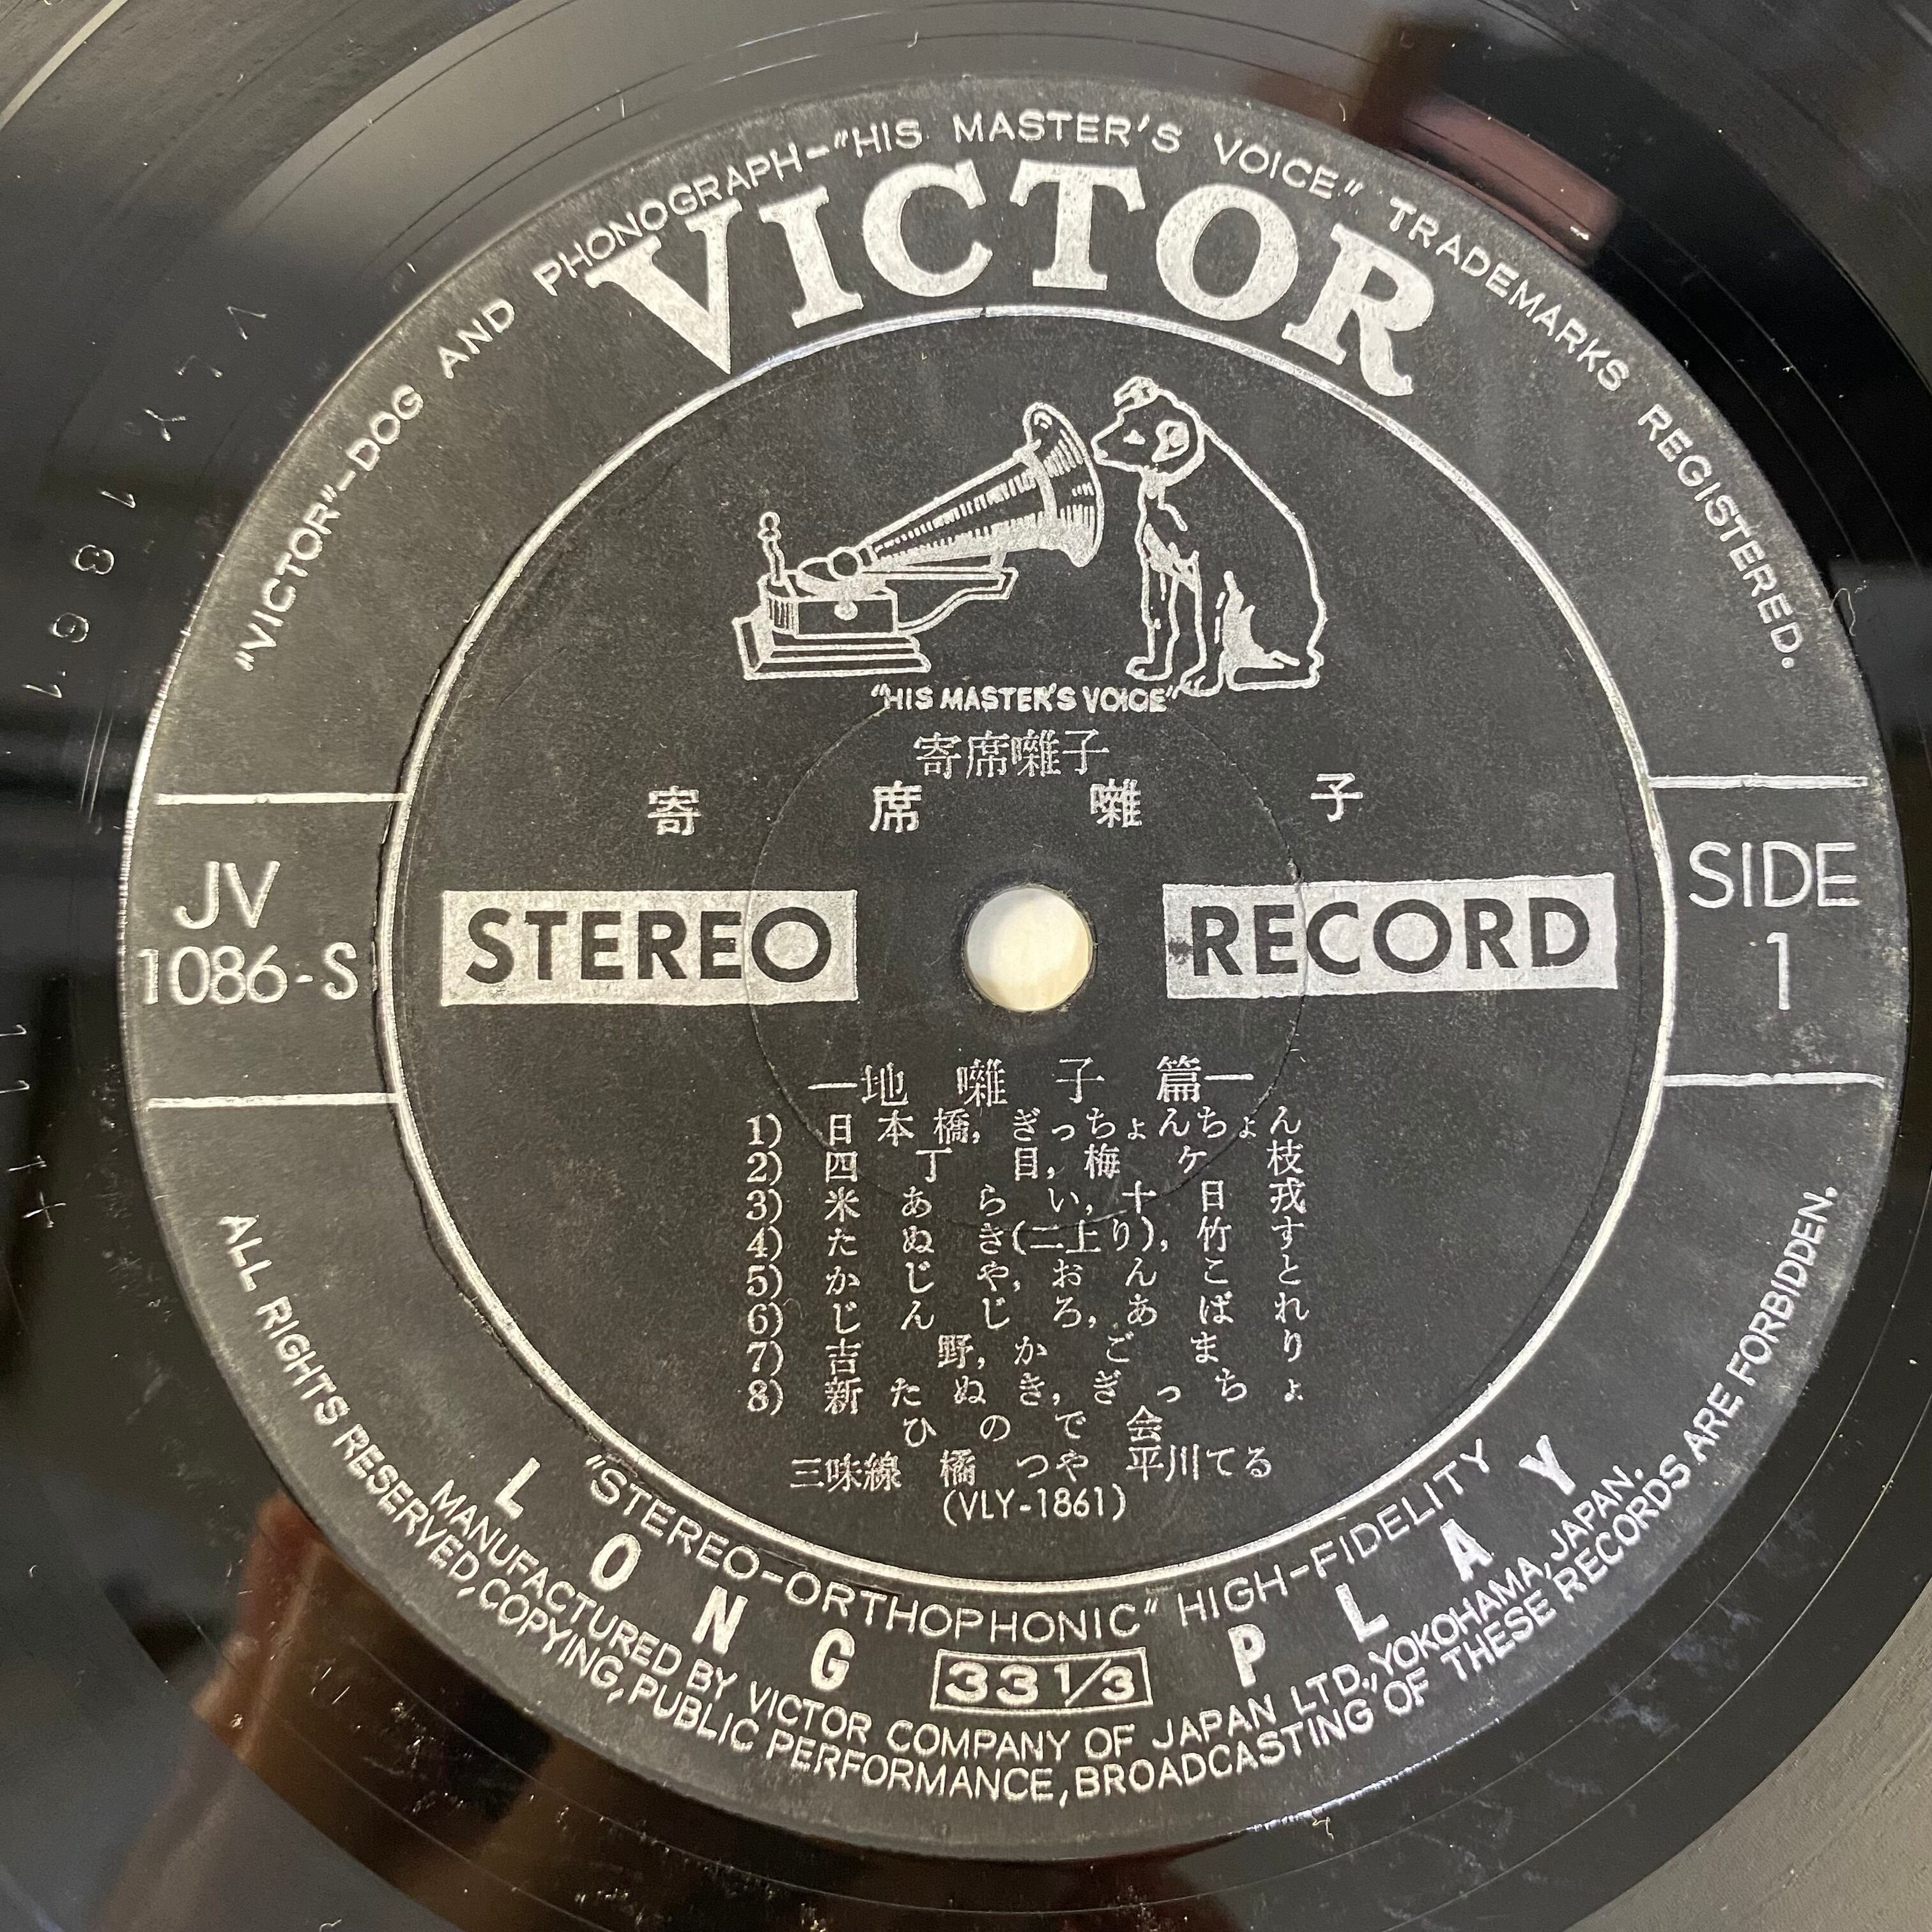 "VICTOR"-DOG AND PHONOGRAPH-"HIS MASTER'S VOICE" TRADEMARKS REGISTERED.
VICTOR
"HIS MASTER'S VOICE"
寄席囃子
寄席囃子
JV
1086-S
STEREO RECORD
SIDE
1
—地囃子篇—
1) 日本橋, ぎっちょんちょん
2) 四丁目, 梅ヶ枝
3) 米あらい, 十日戎
4) たぬき(二上り), 竹す
5) かじや, おんこと
6) じんじろ, あばれ
7) 吉野, かごまり
8) 新たぬき, ぎっちょ
ひので会
三味線 橘つや 平川てる
(VLY-1861)
"STEREO-ORTHOPHONIC" HIGH-FIDELITY
LONG 33 1/3 PLAY
MANUFACTURED BY VICTOR COMPANY OF JAPAN LTD., YOKOHAMA, JAPAN.
ALL RIGHTS RESERVED, COPYING, PUBLIC PERFORMANCE, BROADCASTING OF THESE RECORDS ARE FORBIDDEN.
VLY 1861